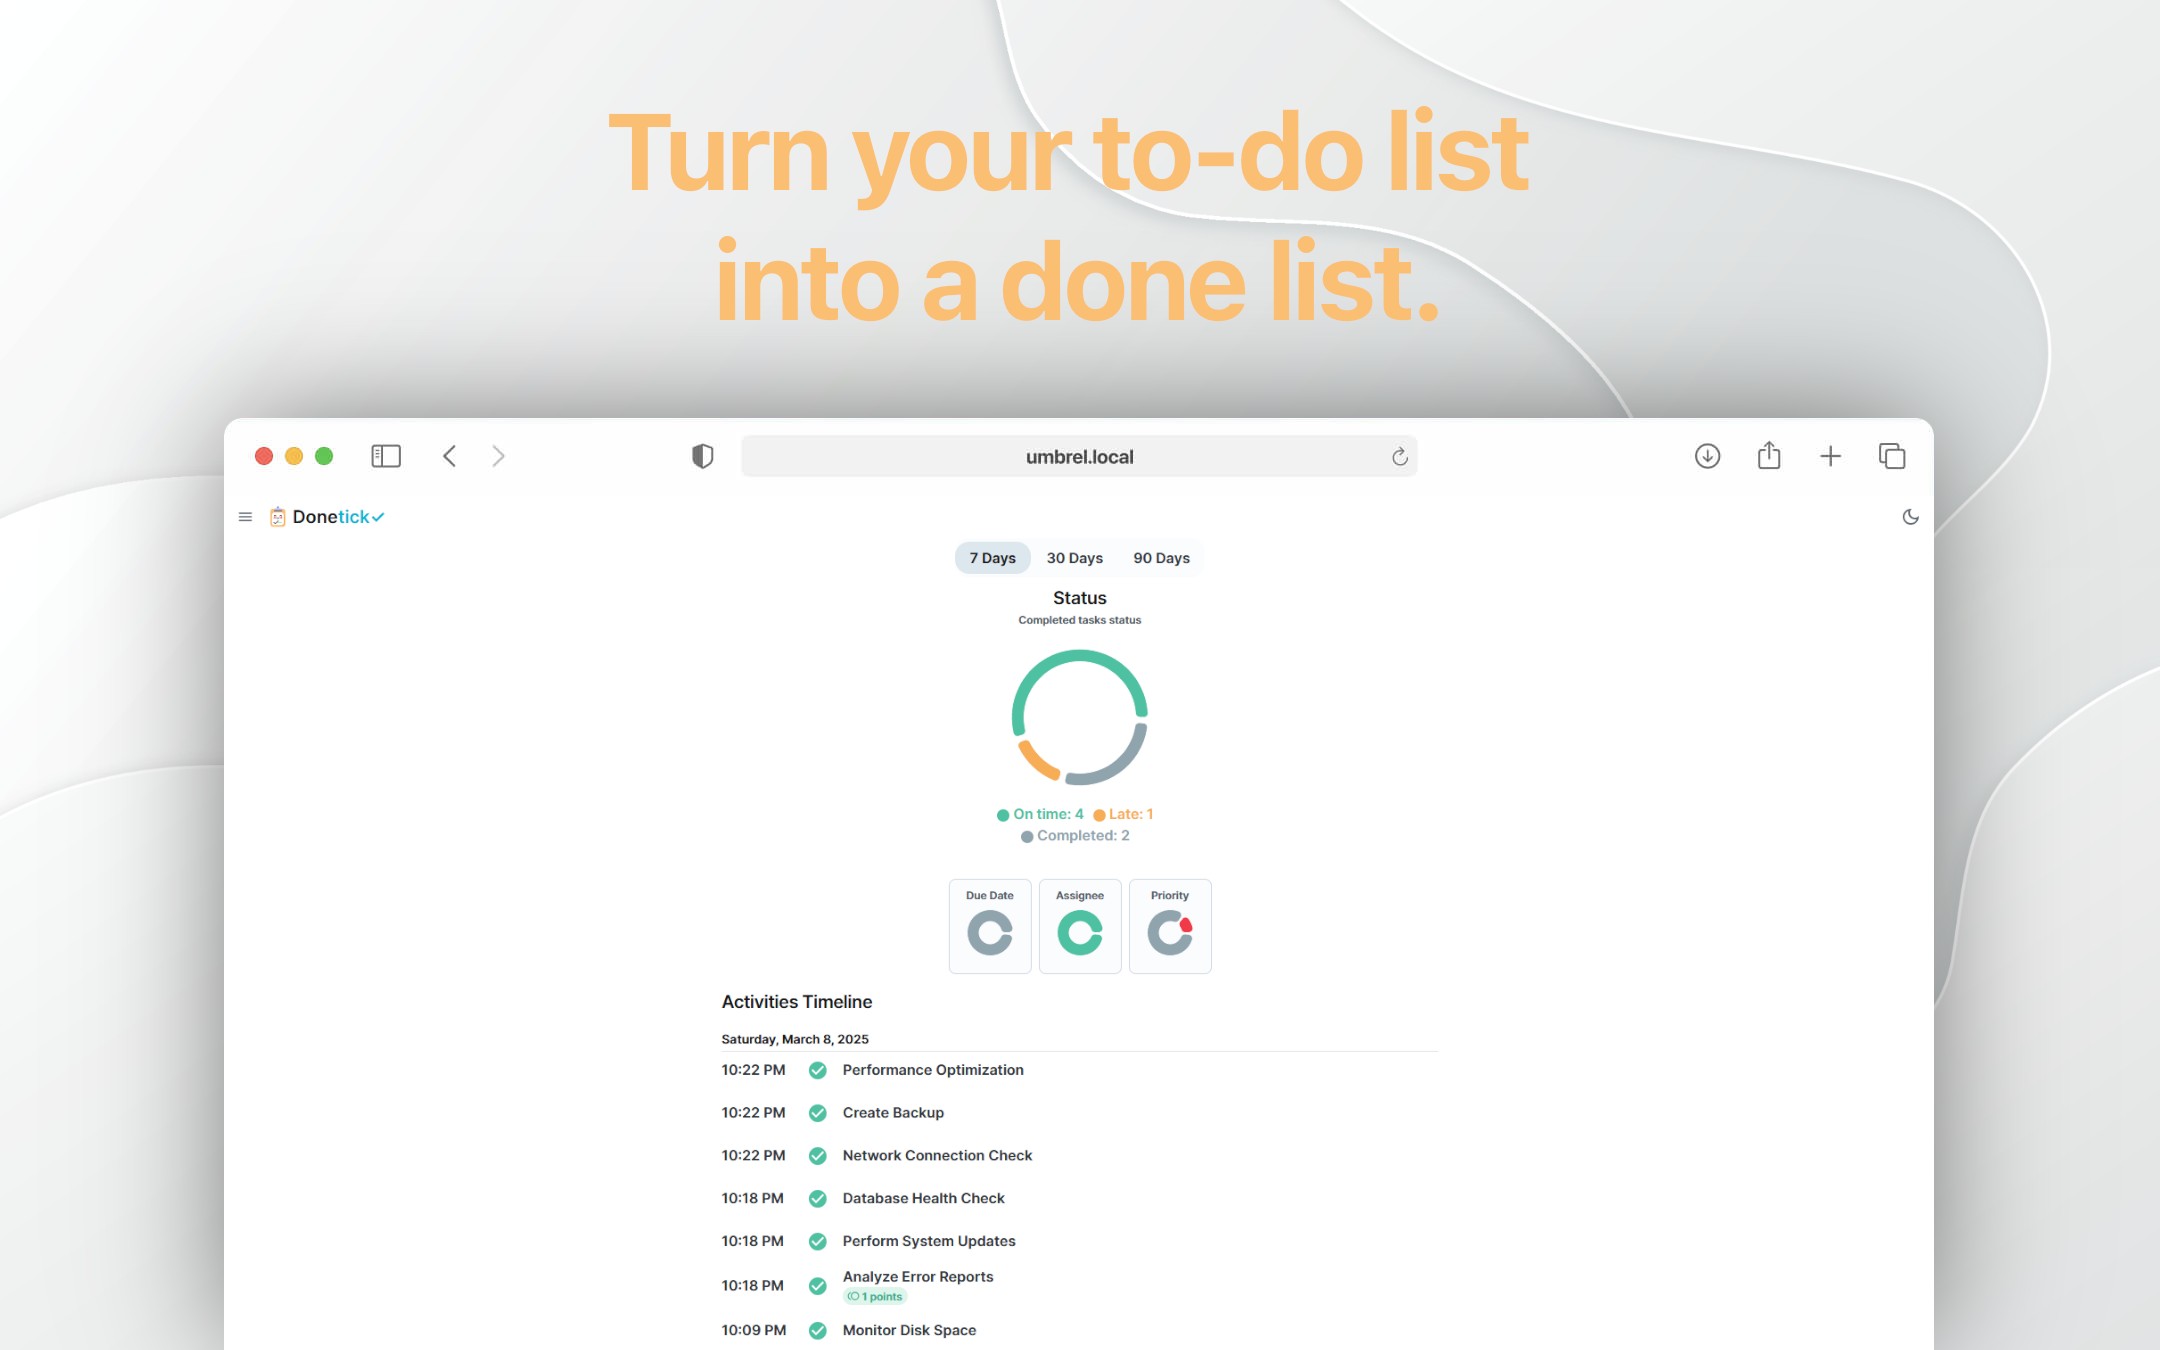 Turn your to-do list
into a done list.
umbrel.local
Donetick
7 Days 30 Days 90 Days
Status
Completed tasks status
On time: 4 Late: 1
Completed: 2
Due Date Assignee Priority
Activities Timeline
Saturday, March 8, 2025
10:22 PM Performance Optimization
10:22 PM Create Backup
10:22 PM Network Connection Check
10:18 PM Database Health Check
10:18 PM Perform System Updates
10:18 PM Analyze Error Reports
1 points
10:09 PM Monitor Disk Space